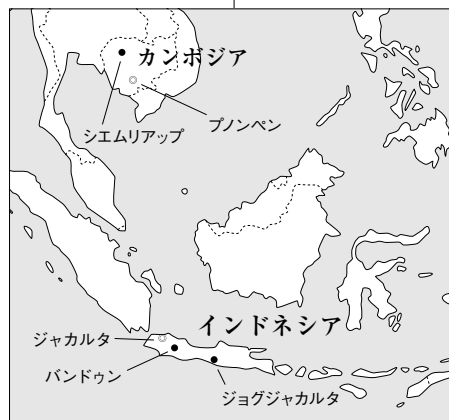 カンボジア
シエムリアップ
プノンペン
インドネシア
ジャカルタ
バンドゥン
ジョグジャカルタ